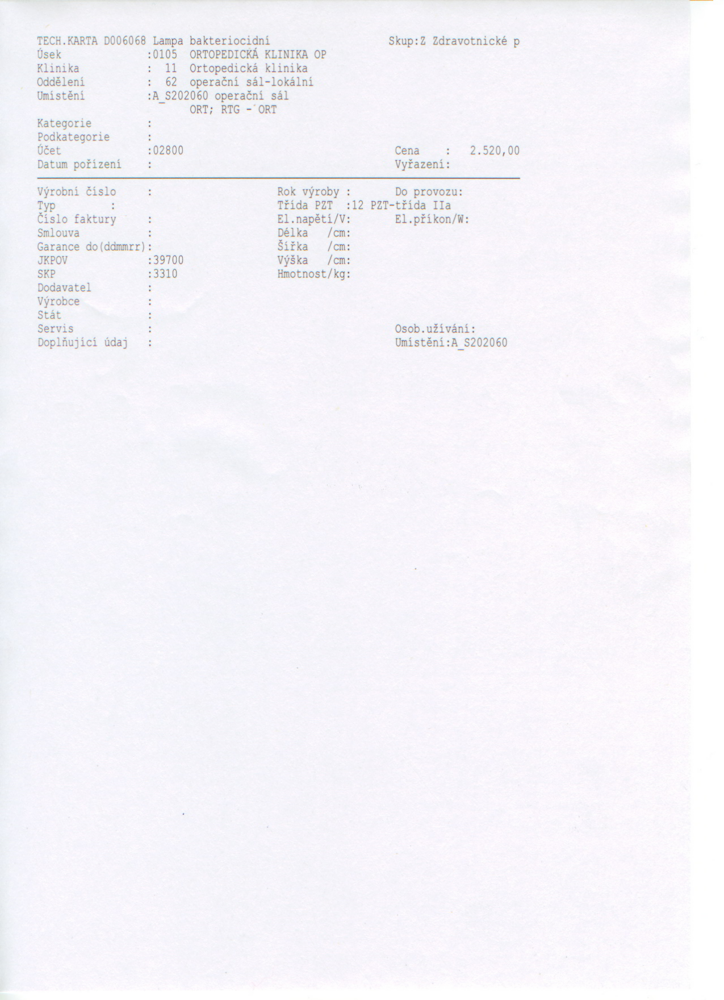 TECH.KARTA D006068 Lampa bakteriocidní Skup:Z Zdravotnické p
Úsek :0105 ORTOPEDICKÁ KLINIKA OP
Klinika : 11 Ortopedická klinika
Oddělení : 62 operační sál-lokální
Umístění :A_S202060 operační sál
ORT; RTG - ORT
Kategorie :
Podkategorie :
Účet :02800 Cena : 2.520,00
Datum pořízení : Vyřazení:
Výrobní číslo : Rok výroby : Do provozu:
Typ : Třída PZT :12 PZT-třída IIa
Číslo faktury : El.napětí/V: El.příkon/W:
Smlouva : Délka /cm:
Garance do(ddmmrr): Šířka /cm:
JKPOV :39700 Výška /cm:
SKP :3310 Hmotnost/kg:
Dodavatel :
Výrobce :
Stát :
Servis : Osob.užívání:
Doplňující údaj : Umístění:A_S202060